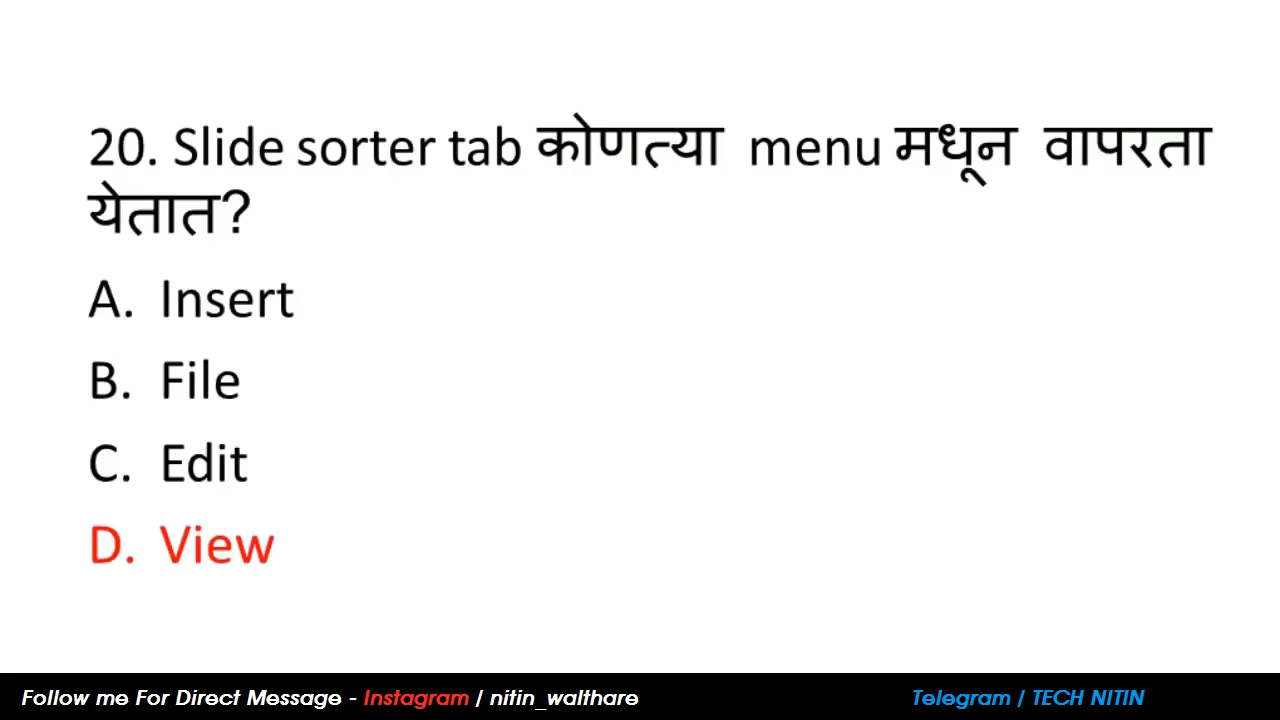 20. Slide sorter tab कोणत्या menu मधून वापरता
येतात?
A. Insert
B. File
C. Edit
D. View
Follow me For Direct Message - Instagram / nitin_walthare
Telegram / TECH NITIN